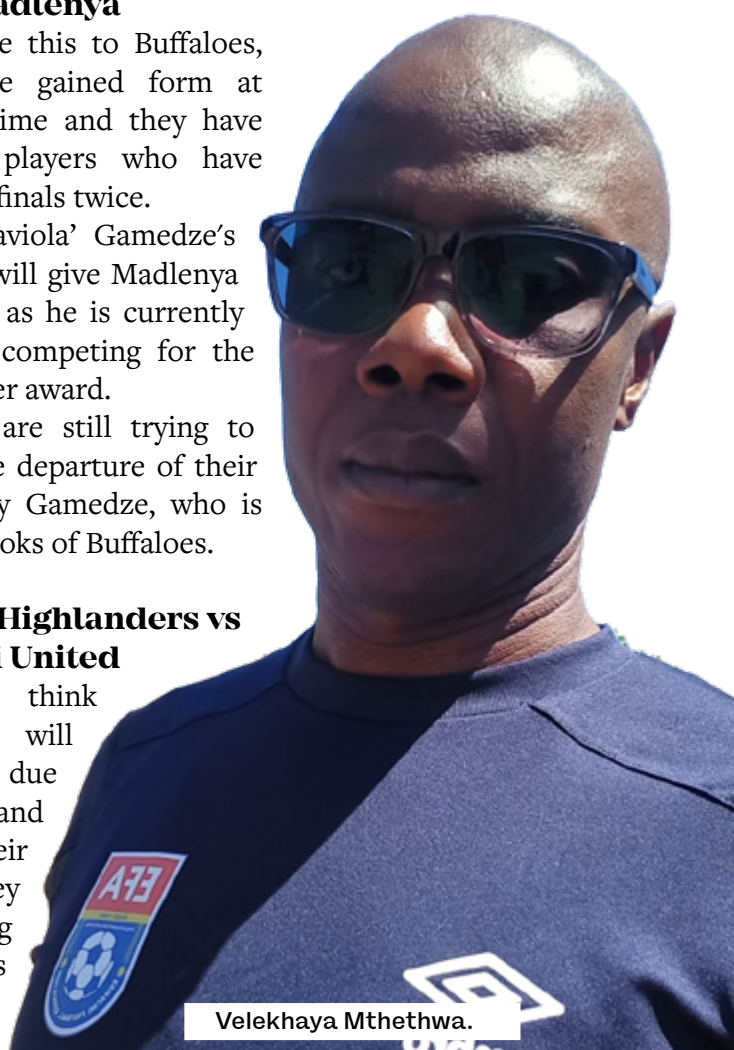 adlenya
e this to Buffaloes,
e gained form at
ime and they have
players who have
finals twice.
aviola’ Gamedze's
will give Madlenya
as he is currently
competing for the
er award.
are still trying to
e departure of their
y Gamedze, who is
oks of Buffaloes.
Highlanders vs
i United
think
will
due
and
eir
ey
g
s
EFA
Velekhaya Mthethwa.